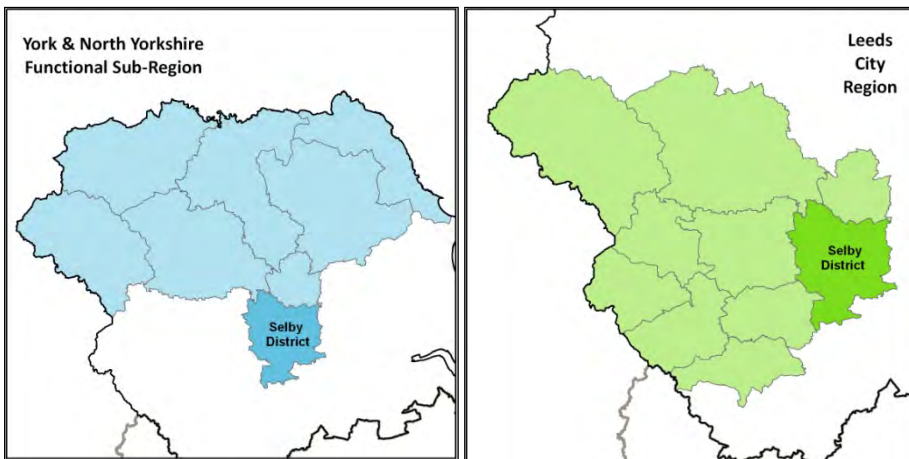 York & North Yorkshire
Functional Sub-Region
Selby
District
Leeds
City
Region
Selby
District